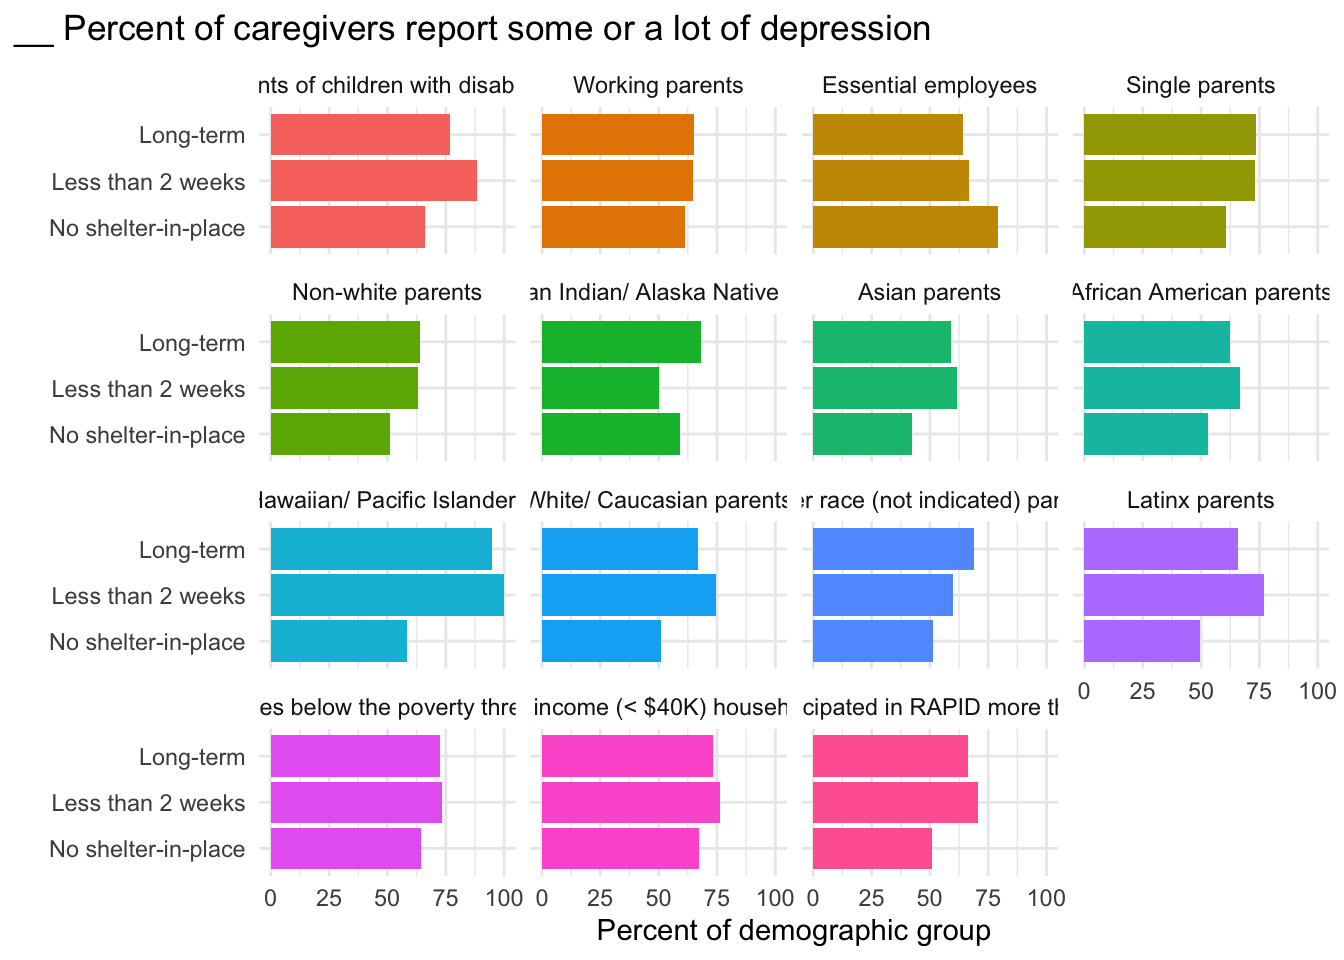 __ Percent of caregivers report some or a lot of depression
nts of children with disab Working parents Essential employees Single parents
Long-term
Less than 2 weeks
No shelter-in-place
Non-white parents an Indian/ Alaska Native Asian parents African American parents
Long-term
Less than 2 weeks
No shelter-in-place
Hawaiian/ Pacific Islander White/ Caucasian parents er race (not indicated) par Latinx parents
Long-term
Less than 2 weeks
No shelter-in-place
0 25 50 75 100
es below the poverty thre income (< $40K) househ cipated in RAPID more th
Long-term
Less than 2 weeks
No shelter-in-place
0 25 50 75 100 0 25 50 75 100 0 25 50 75 100
Percent of demographic group